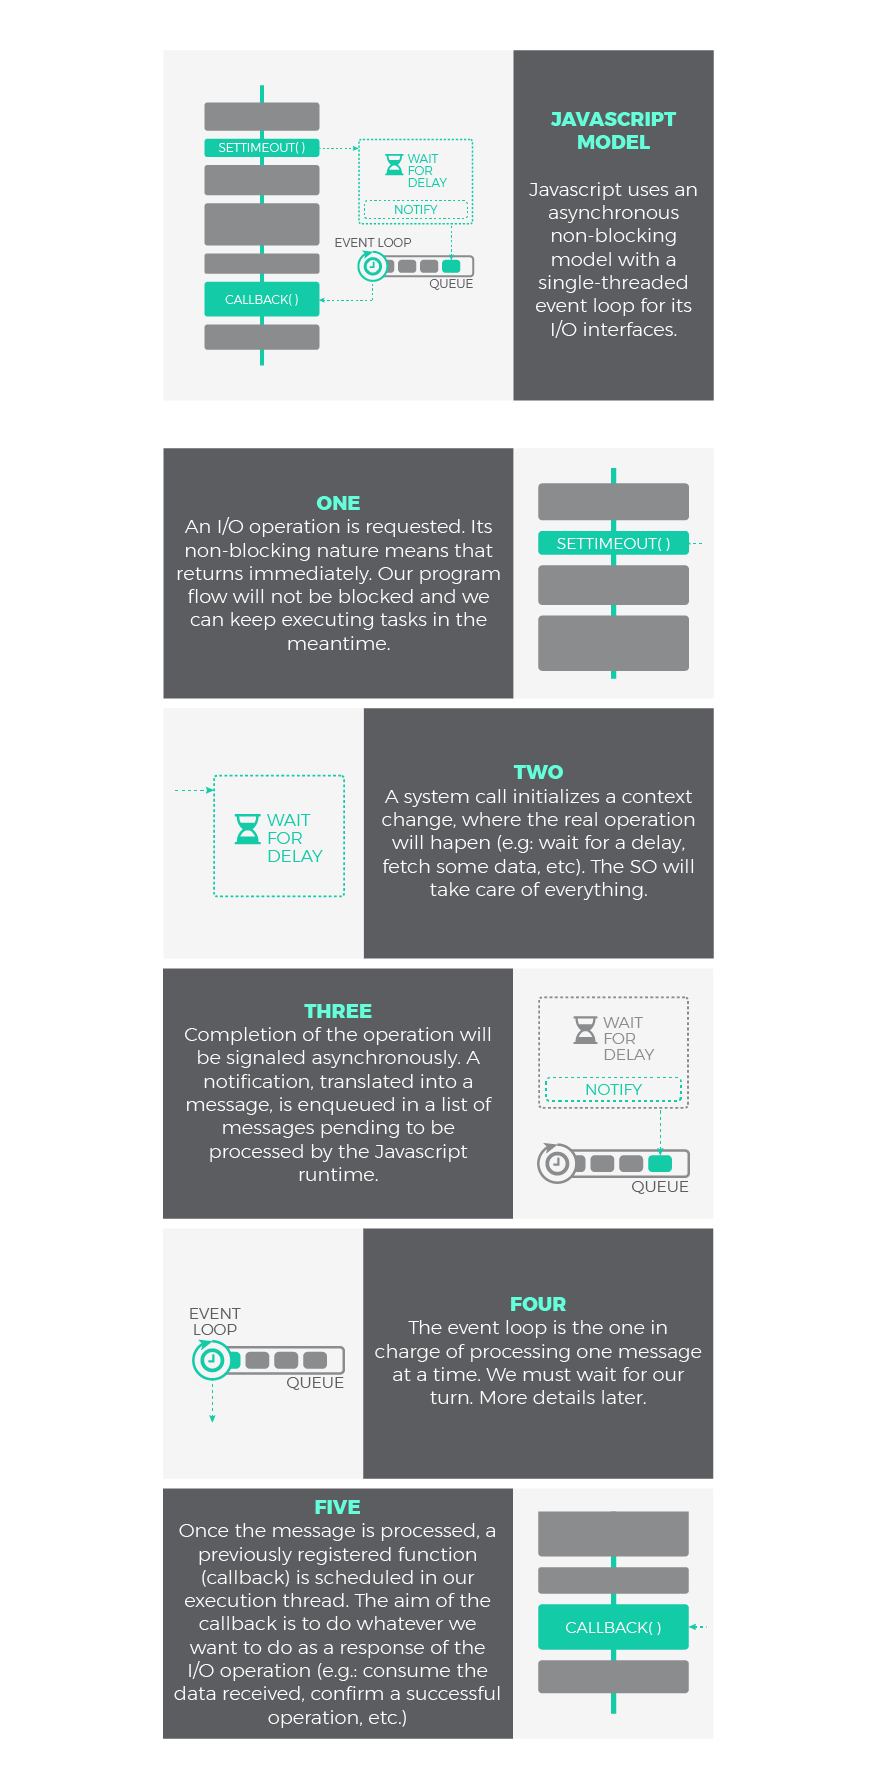 JAVASCRIPT
MODEL
SETTIMEOUT( )
WAIT
FOR
DELAY
NOTIFY
EVENT LOOP
QUEUE
CALLBACK( )
Javascript uses an
asynchronous
non-blocking
model with a
single-threaded
event loop for its
I/O interfaces.
ONE
An I/O operation is requested. Its
non-blocking nature means that
returns immediately. Our program
flow will not be blocked and we
can keep executing tasks in the
meantime.
SETTIMEOUT( )
WAIT
FOR
DELAY
TWO
A system call initializes a context
change, where the real operation
will hapen (e.g: wait for a delay,
fetch some data, etc). The SO will
take care of everything.
THREE
Completion of the operation will
be signaled asynchronously. A
notification, translated into a
message, is enqueued in a list of
messages pending to be
processed by the Javascript
runtime.
WAIT
FOR
DELAY
NOTIFY
QUEUE
EVENT
LOOP
QUEUE
FOUR
The event loop is the one in
charge of processing one message
at a time. We must wait for our
turn. More details later.
FIVE
Once the message is processed, a
previously registered function
(callback) is scheduled in our
execution thread. The aim of the
callback is to do whatever we
want to do as a response of the
I/O operation (e.g.: consume the
data received, confirm a successful
operation, etc.)
CALLBACK( )